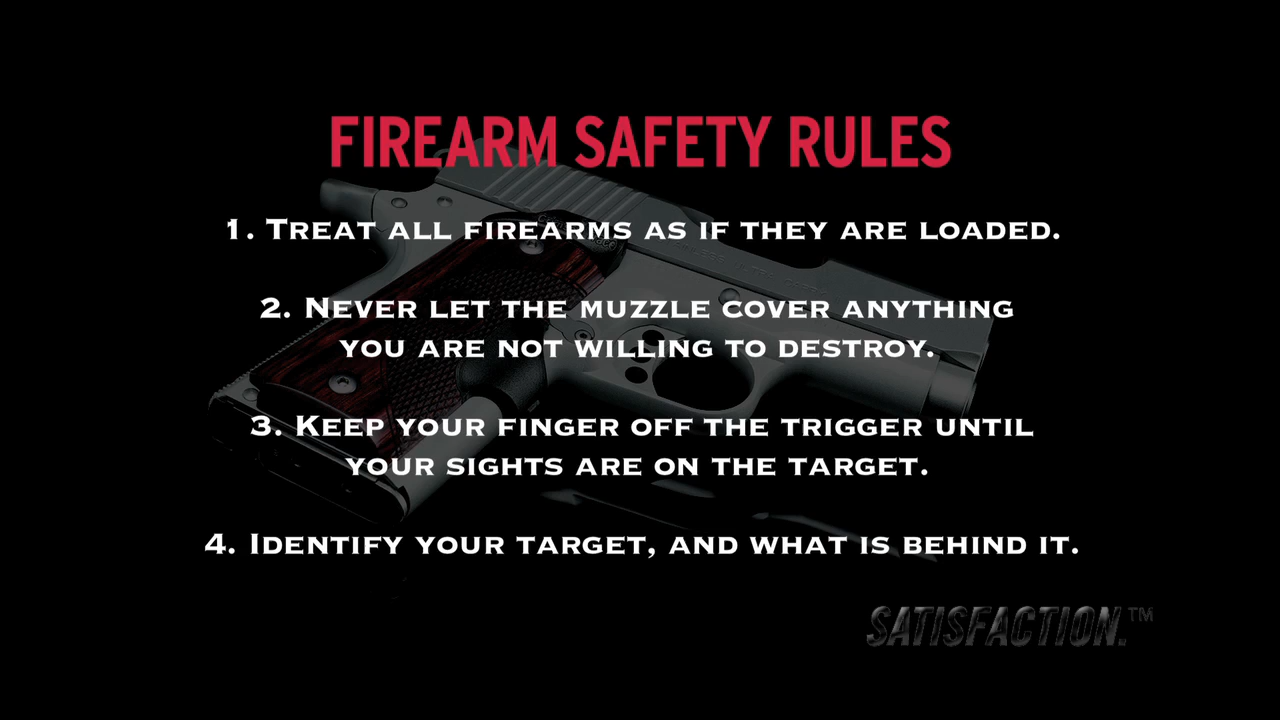 FIREARM SAFETY RULES
1. TREAT ALL FIREARMS AS IF THEY ARE LOADED.
2. NEVER LET THE MUZZLE COVER ANYTHING
YOU ARE NOT WILLING TO DESTROY.
3. KEEP YOUR FINGER OFF THE TRIGGER UNTIL
YOUR SIGHTS ARE ON THE TARGET.
4. IDENTIFY YOUR TARGET, AND WHAT IS BEHIND IT.
SATISFACTION.™